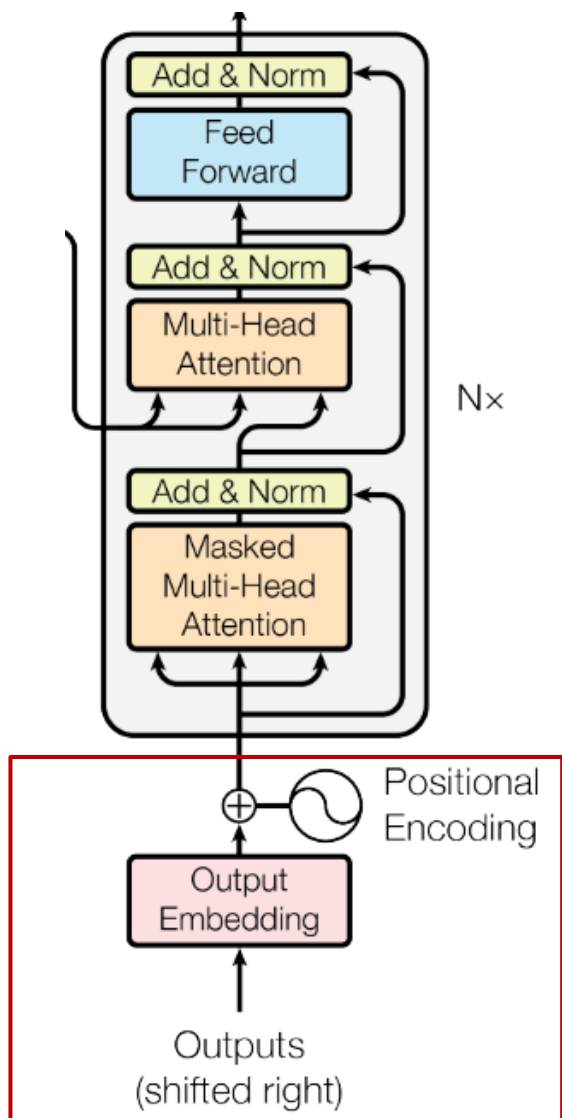 Add & Norm
Feed
Forward
Add & Norm
Multi-Head
Attention
N×
Add & Norm
Masked
Multi-Head
Attention
Positional
Encoding
Output
Embedding
Outputs
(shifted right)